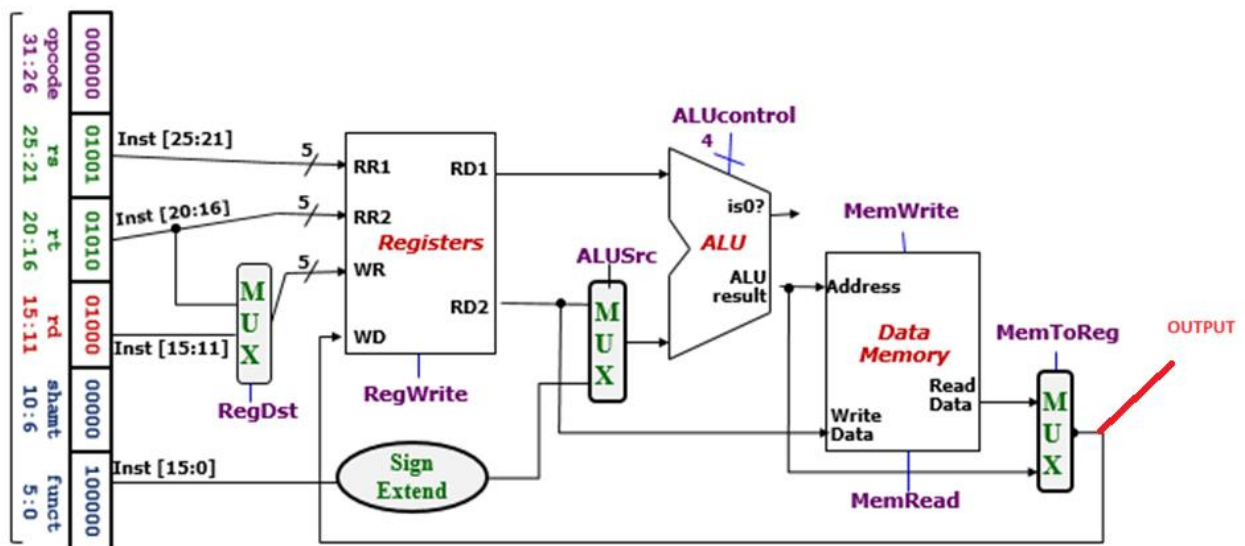 opcode
31:26
000000
rs
25:21
01001
rt
20:16
01010
rd
15:11
01000
shamt
10:6
00000
funct
5:0
100000
Inst [25:21]
5
Inst [20:16]
5
5
Inst [15:11]
Inst [15:0]
MUX
RegDst
RR1
RR2
WR
WD
RD1
RD2
Registers
RegWrite
Sign
Extend
ALUSrc
MUX
ALUcontrol
4
is0?
ALU
ALU
result
MemWrite
Address
Data
Memory
Read
Data
Write
Data
MemRead
MemToReg
MUX
OUTPUT